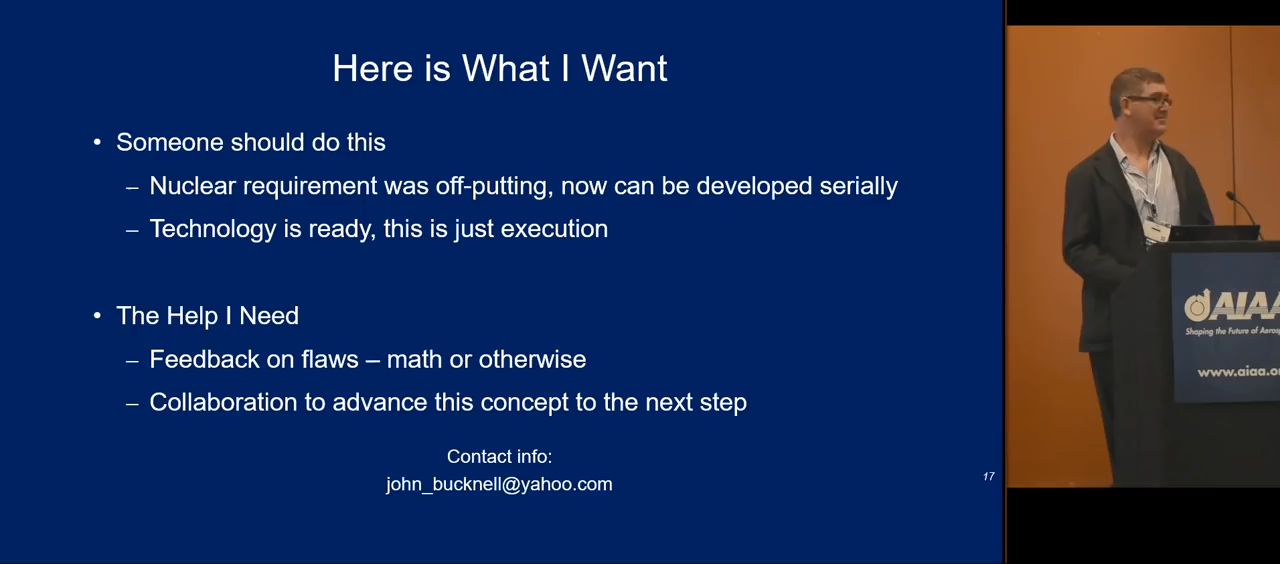 Here is What I Want
• Someone should do this
– Nuclear requirement was off-putting, now can be developed serially
– Technology is ready, this is just execution
• The Help I Need
– Feedback on flaws – math or otherwise
– Collaboration to advance this concept to the next step
Contact info:
john_bucknell@yahoo.com
17
AIAA
Shaping the Future of Aerosp
www.aiaa.o